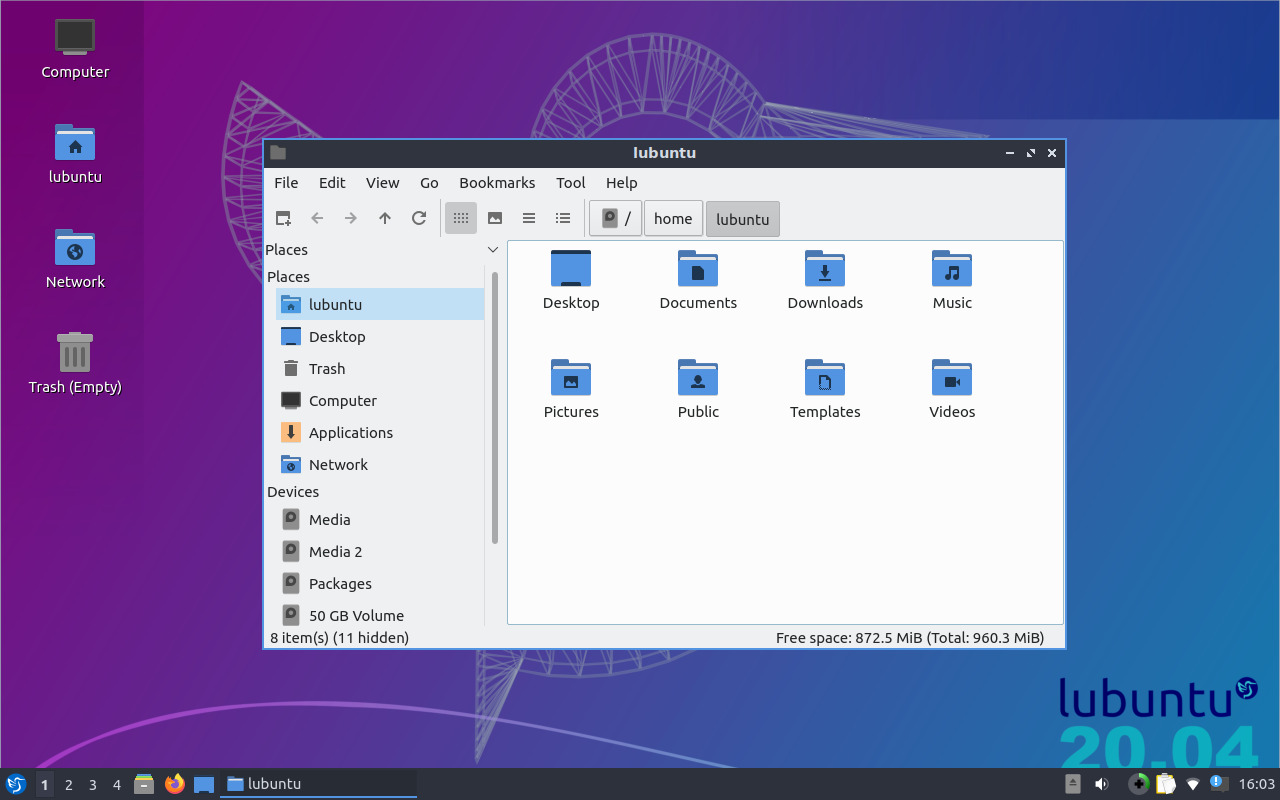 Computer
lubuntu
Network
Trash (Empty)
lubuntu
File Edit View Go Bookmarks Tool Help
/ home lubuntu
Places
Places
lubuntu
Desktop
Trash
Computer
Applications
Network
Devices
Media
Media 2
Packages
50 GB Volume
Desktop Documents Downloads Music
Pictures Public Templates Videos
8 item(s) (11 hidden) Free space: 872.5 MiB (Total: 960.3 MiB)
lubuntu
20.04
1 2 3 4 lubuntu 16:03